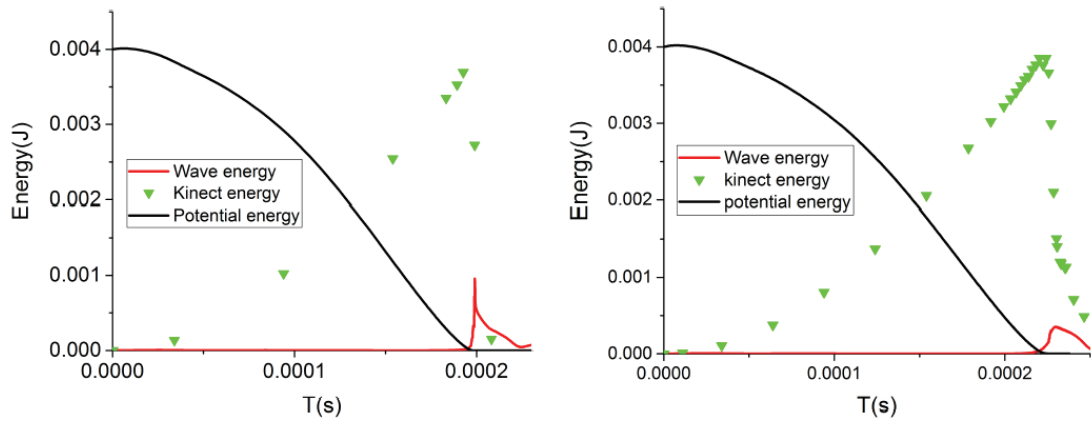 Energy(J)
0.004
0.003
0.002
0.001
0.000
Wave energy
Kinect energy
Potential energy
0.0000
0.0001
0.0002
T(s)
Energy(J)
0.004
0.003
0.002
0.001
0.000
Wave energy
kinect energy
potential energy
0.0000
0.0001
0.0002
T(s)